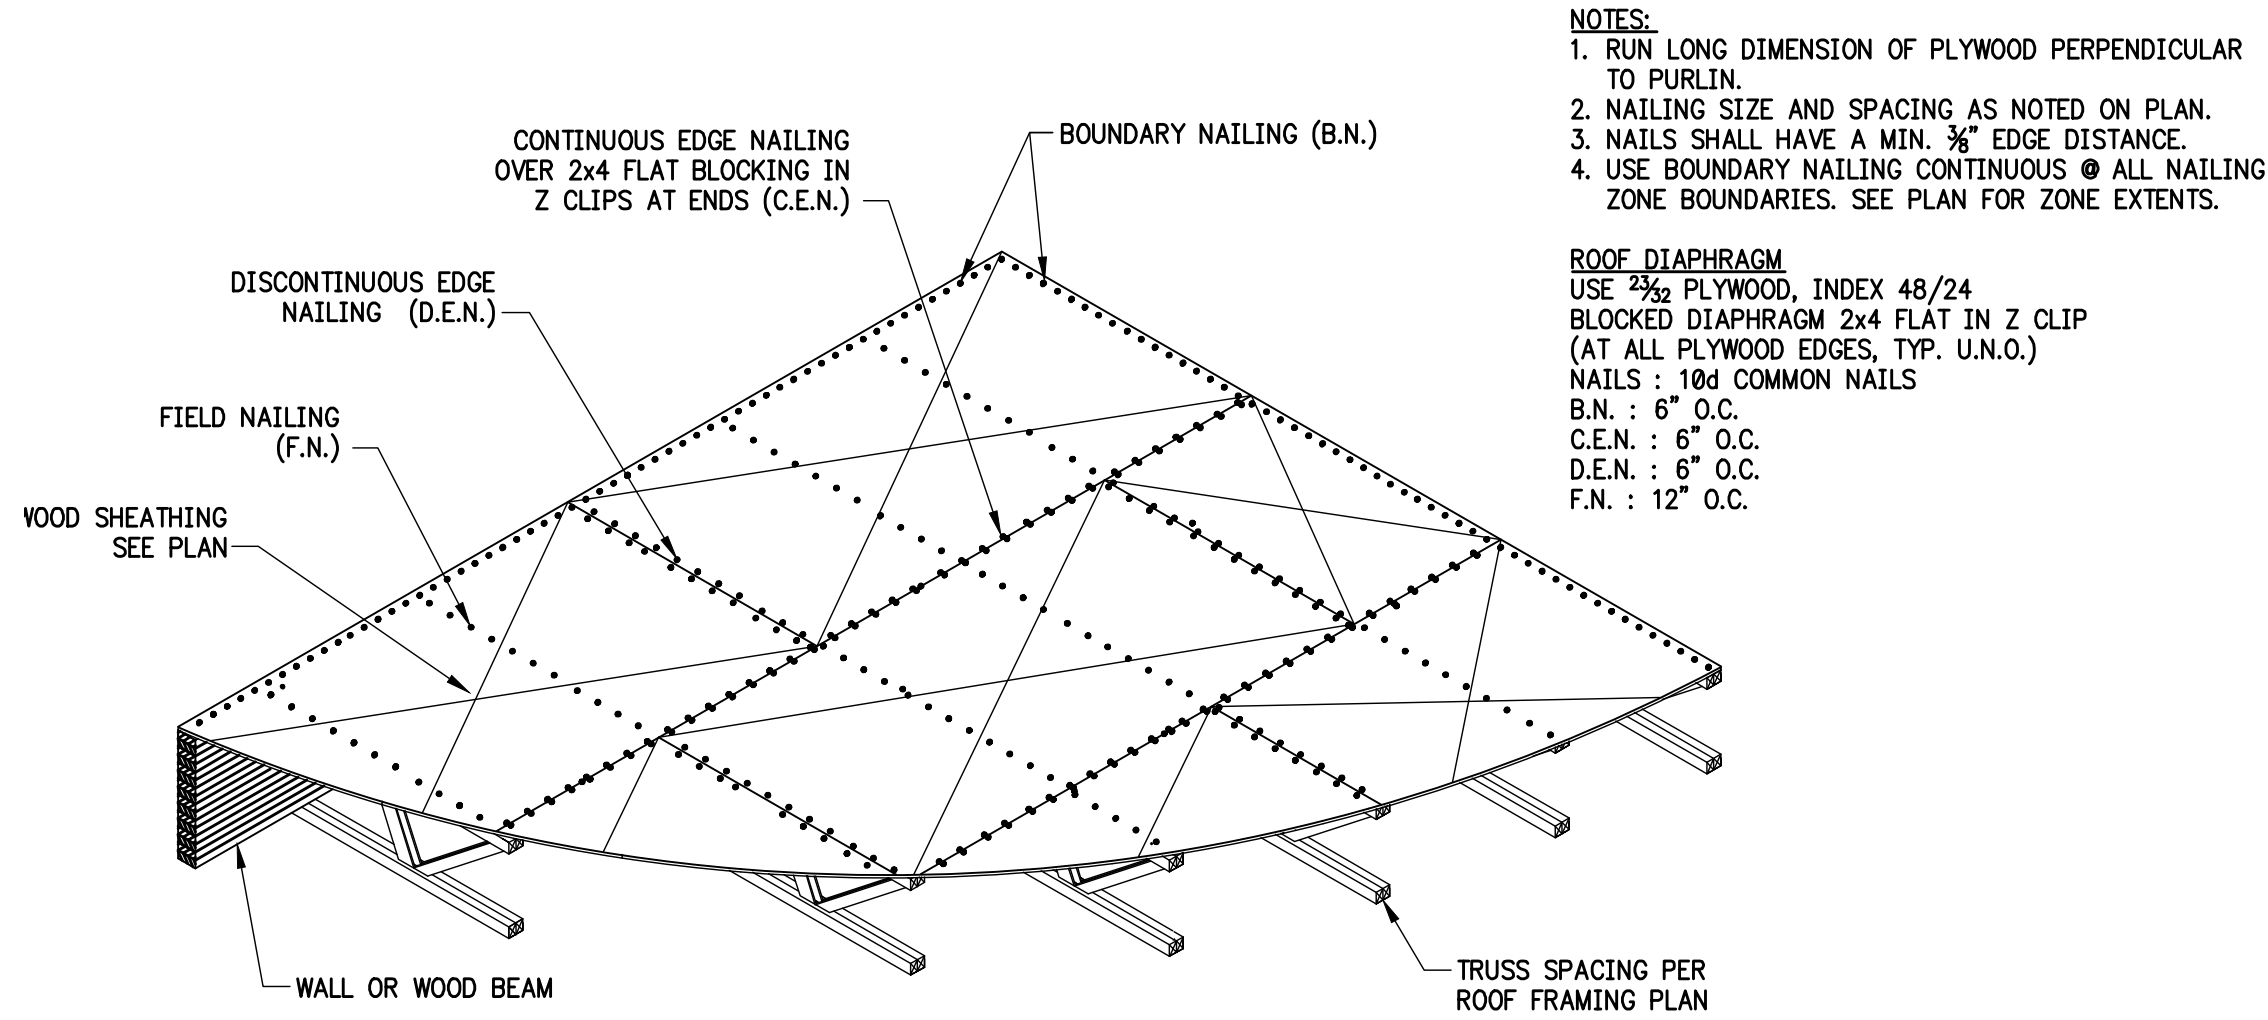 NOTES:
1. RUN LONG DIMENSION OF PLYWOOD PERPENDICULAR
TO PURLIN.
2. NAILING SIZE AND SPACING AS NOTED ON PLAN.
3. NAILS SHALL HAVE A MIN. 3/8" EDGE DISTANCE.
4. USE BOUNDARY NAILING CONTINUOUS @ ALL NAILING
ZONE BOUNDARIES. SEE PLAN FOR ZONE EXTENTS.
CONTINUOUS EDGE NAILING
OVER 2x4 FLAT BLOCKING IN
Z CLIPS AT ENDS (C.E.N.)
BOUNDARY NAILING (B.N.)
DISCONTINUOUS EDGE
NAILING (D.E.N.)
FIELD NAILING
(F.N.)
SHEATHING
SEE PLAN
ROOF DIAPHRAGM
USE 23/32 PLYWOOD, INDEX 48/24
BLOCKED DIAPHRAGM 2x4 FLAT IN Z CLIP
(AT ALL PLYWOOD EDGES, TYP. U.N.O.)
NAILS : 10d COMMON NAILS
B.N. : 6" O.C.
C.E.N. : 6" O.C.
D.E.N. : 6" O.C.
F.N. : 12" O.C.
WALL OR WOOD BEAM
TRUSS SPACING PER
ROOF FRAMING PLAN